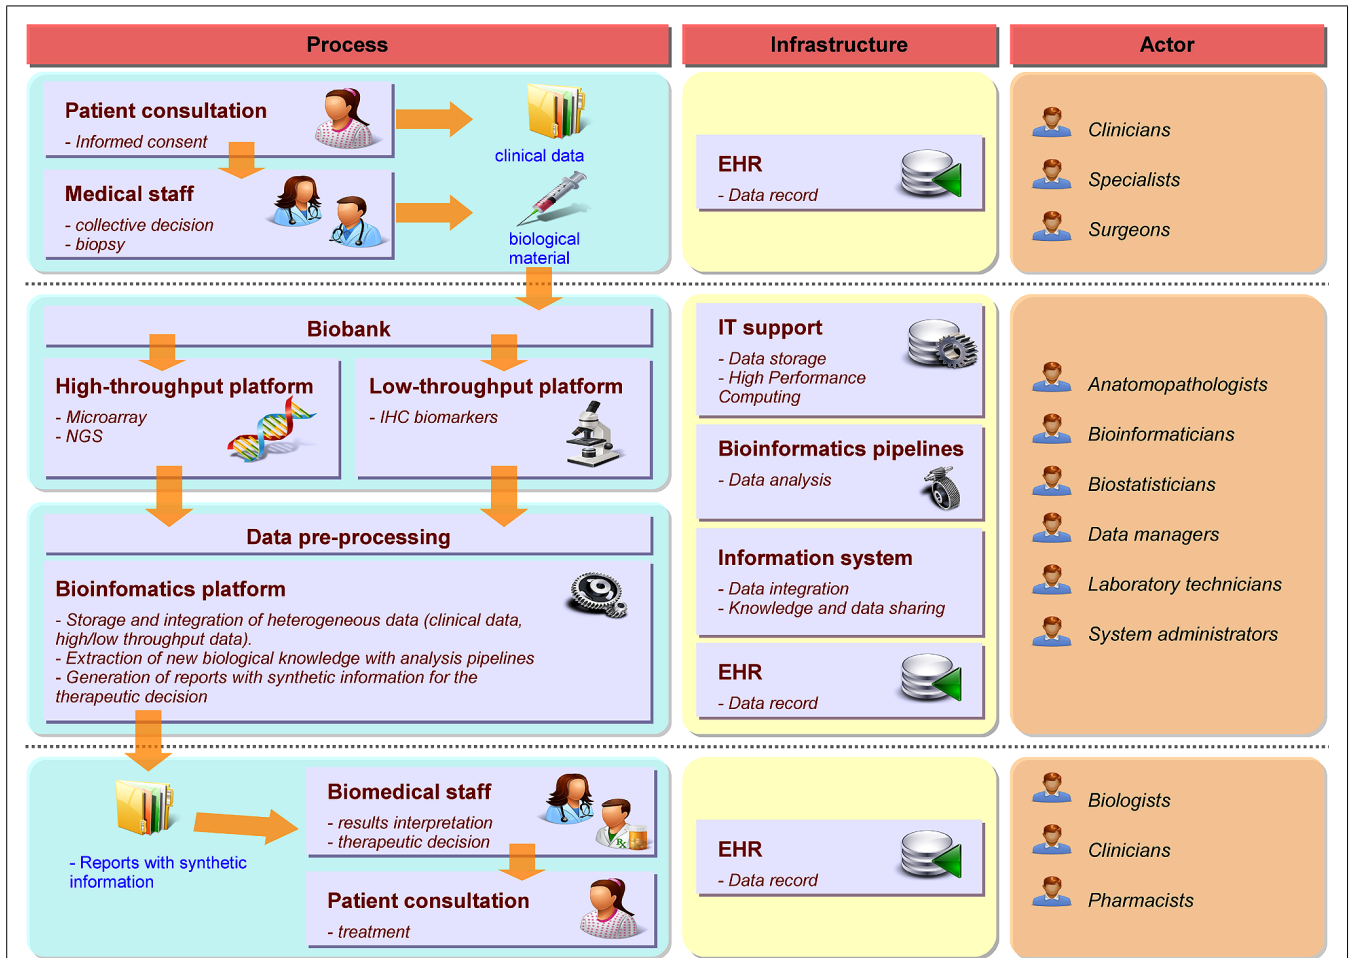 Process
Infrastructure
Actor
Patient consultation
- Informed consent
clinical data
Medical staff
- collective decision
- biopsy
biological
material
EHR
- Data record
Clinicians
Specialists
Surgeons
Biobank
High-throughput platform
- Microarray
- NGS
Low-throughput platform
- IHC biomarkers
Data pre-processing
Bioinfomatics platform
- Storage and integration of heterogeneous data (clinical data,
high/low throughput data).
- Extraction of new biological knowledge with analysis pipelines
- Generation of reports with synthetic information for the
therapeutic decision
IT support
- Data storage
- High Performance
Computing
Bioinformatics pipelines
- Data analysis
Information system
- Data integration
- Knowledge and data sharing
EHR
- Data record
Anatomopathologists
Bioinformaticians
Biostatisticians
Data managers
Laboratory technicians
System administrators
- Reports with synthetic
information
Biomedical staff
- results interpretation
- therapeutic decision
Patient consultation
- treatment
EHR
- Data record
Biologists
Clinicians
Pharmacists